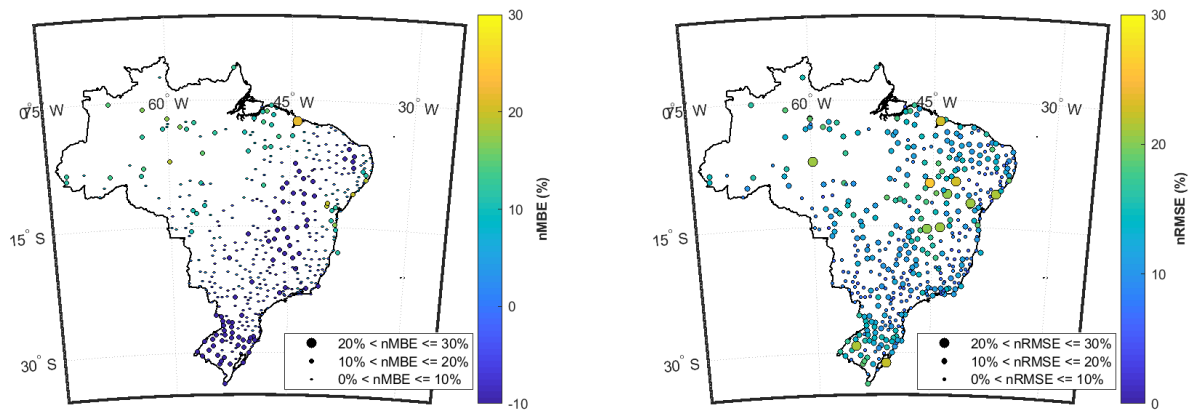 30
20
10
0
-10
nMBE (%)
0°
75° W
60° W
45° W
30° W
15° S
30° S
20% < nMBE <= 30%
10% < nMBE <= 20%
0% < nMBE <= 10%
30
20
10
0
nRMSE (%)
0°
75° W
60° W
45° W
30° W
15° S
30° S
20% < nRMSE <= 30%
10% < nRMSE <= 20%
0% < nRMSE <= 10%